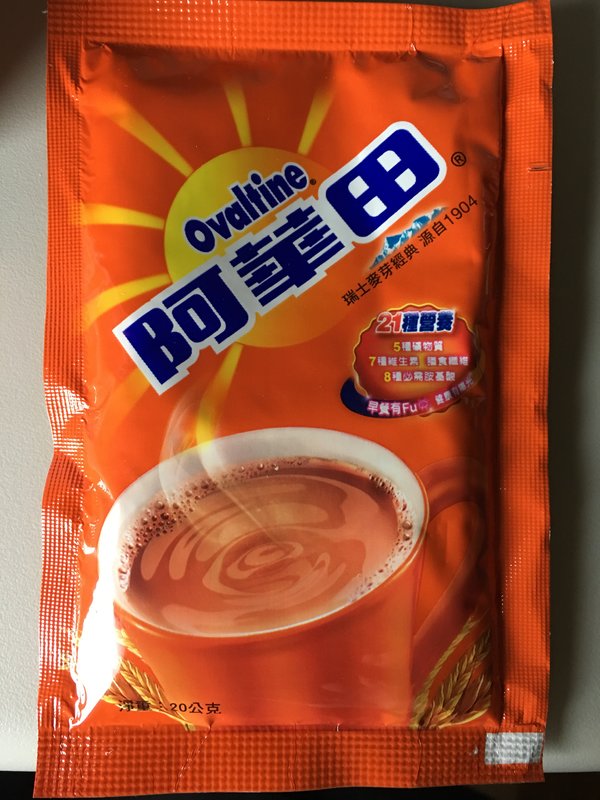 Ovaltine®
阿華田®
瑞士麥芽經典 源自1904
21種營養
5種礦物質
7種維生素 膳食纖維
8種必需胺基酸
早餐有Fu
淨重：20公克